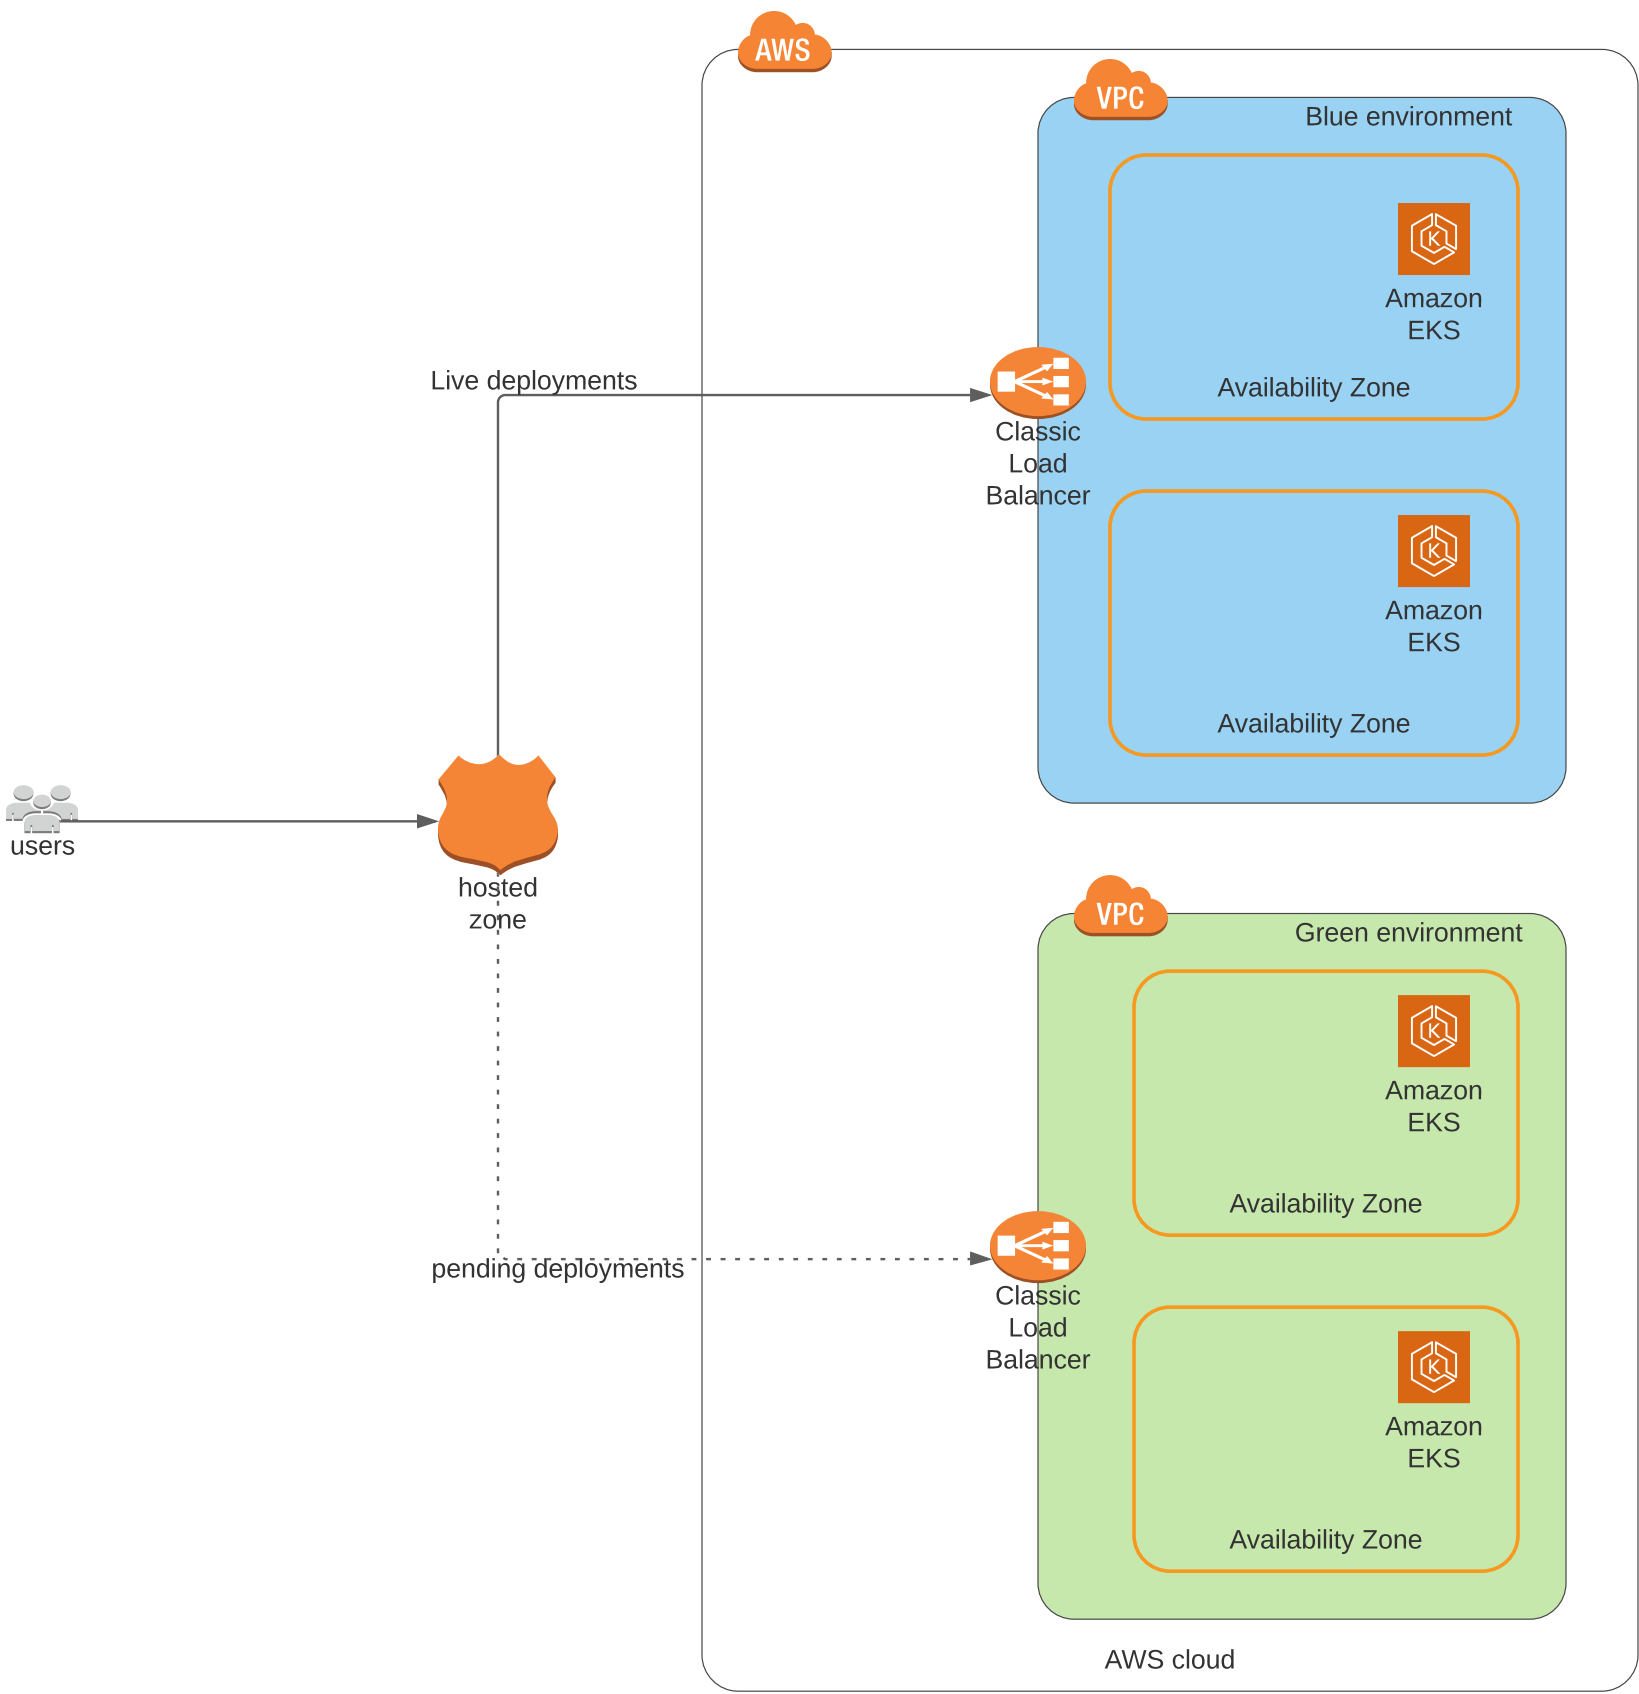 AWS
VPC
Blue environment
Amazon
EKS
Live deployments
Availability Zone
Classic
Load
Balancer
Amazon
EKS
Availability Zone
users
hosted
zone
VPC
Green environment
Amazon
EKS
Availability Zone
pending deployments
Classic
Load
Balancer
Amazon
EKS
Availability Zone
AWS cloud